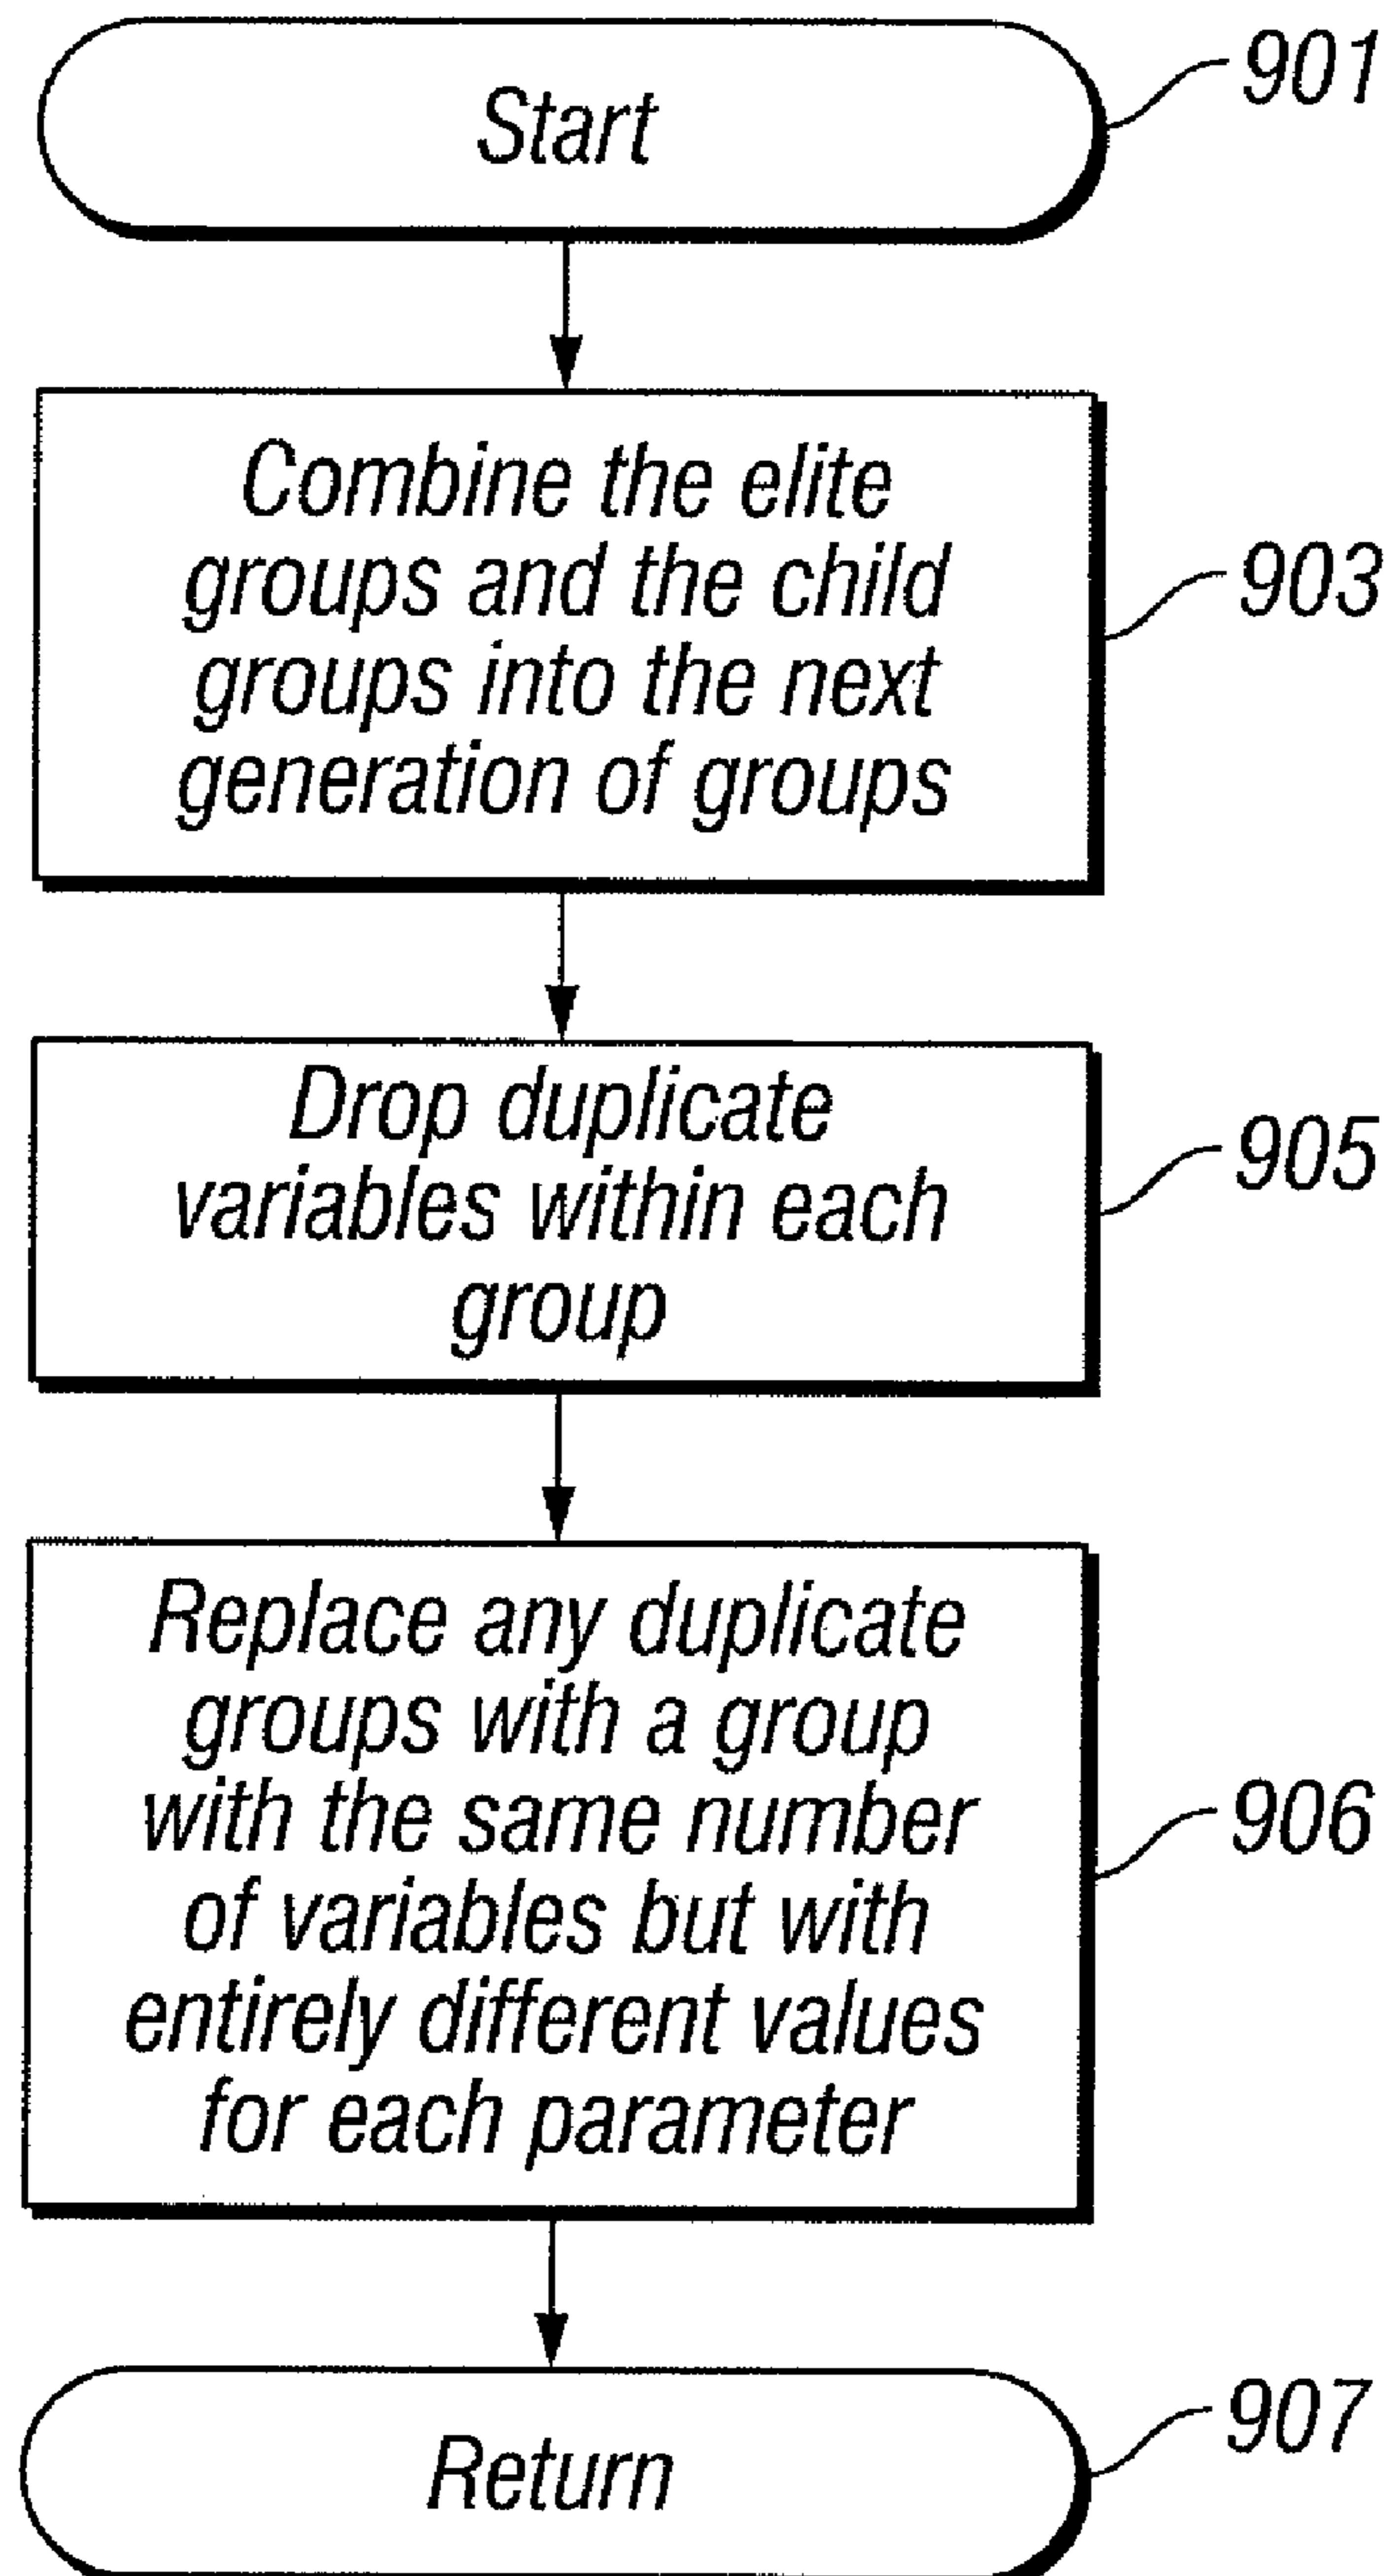 Start
901
Combine the elite
groups and the child
groups into the next
generation of groups
903
Drop duplicate
variables within each
group
905
Replace any duplicate
groups with a group
with the same number
of variables but with
entirely different values
for each parameter
906
Return
907